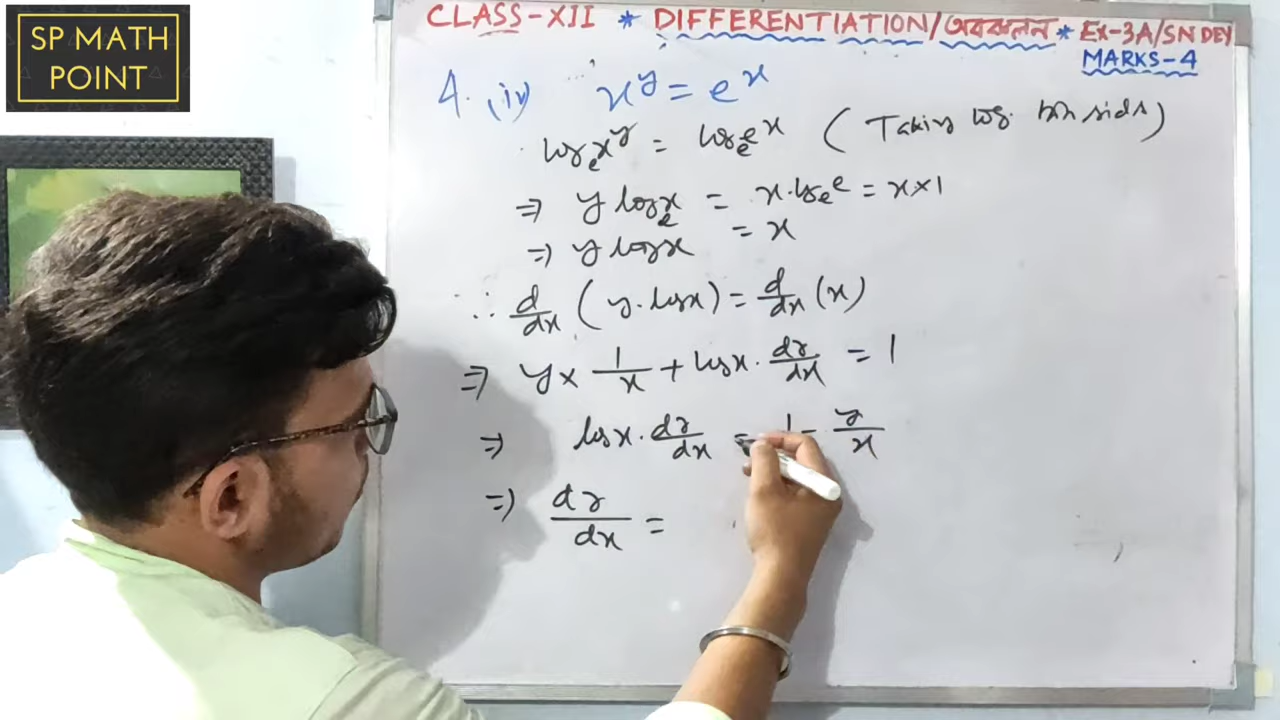 SP MATH
POINT
CLASS-XII * DIFFERENTIATION/অবকলন * EX-3A/SN DEY
MARKS-4
4. (iv) x^y = e^x
log_e x^y = log_e e^x ( Taking log both sides )
⇒ y log_e x = x·log_e e = x×1
⇒ y log x = x
∴ d/dx ( y·log x) = d/dx (x)
⇒ y× 1/x + log x · dy/dx = 1
⇒ log x · dy/dx = 1 - y/x
⇒ dy/dx =